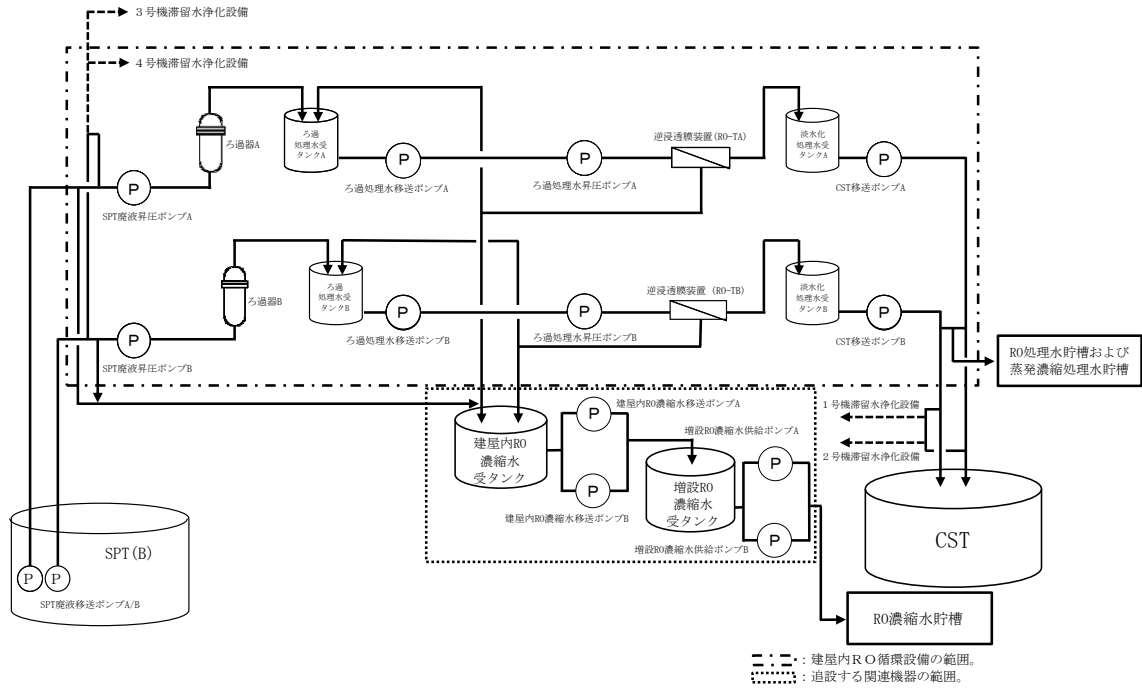 3号機滞留水浄化設備
4号機滞留水浄化設備
ろ過器A
ろ過
処理水受
タンクA
P
SPT廃液昇圧ポンプA
P
ろ過処理水移送ポンプA
P
ろ過処理水昇圧ポンプA
逆浸透膜装置(RO-TA)
淡水化
処理水受
タンクA
P
CST移送ポンプA
ろ過器B
ろ過
処理水受
タンクB
P
SPT廃液昇圧ポンプB
P
ろ過処理水移送ポンプB
P
ろ過処理水昇圧ポンプB
逆浸透膜装置 (RO-TB)
淡水化
処理水受
タンクB
P
CST移送ポンプB
RO処理水貯槽および
蒸発濃縮処理水貯槽
1号機滞留水浄化設備
2号機滞留水浄化設備
建屋内RO
濃縮水
受タンク
P
建屋内RO濃縮水移送ポンプA
P
建屋内RO濃縮水移送ポンプB
増設RO濃縮水供給ポンプA
P
増設RO
濃縮水
受タンク
P
増設RO濃縮水供給ポンプB
CST
SPT(B)
P
P
SPT廃液移送ポンプA/B
RO濃縮水貯槽
：建屋内RO循環設備の範囲。
：追設する関連機器の範囲。